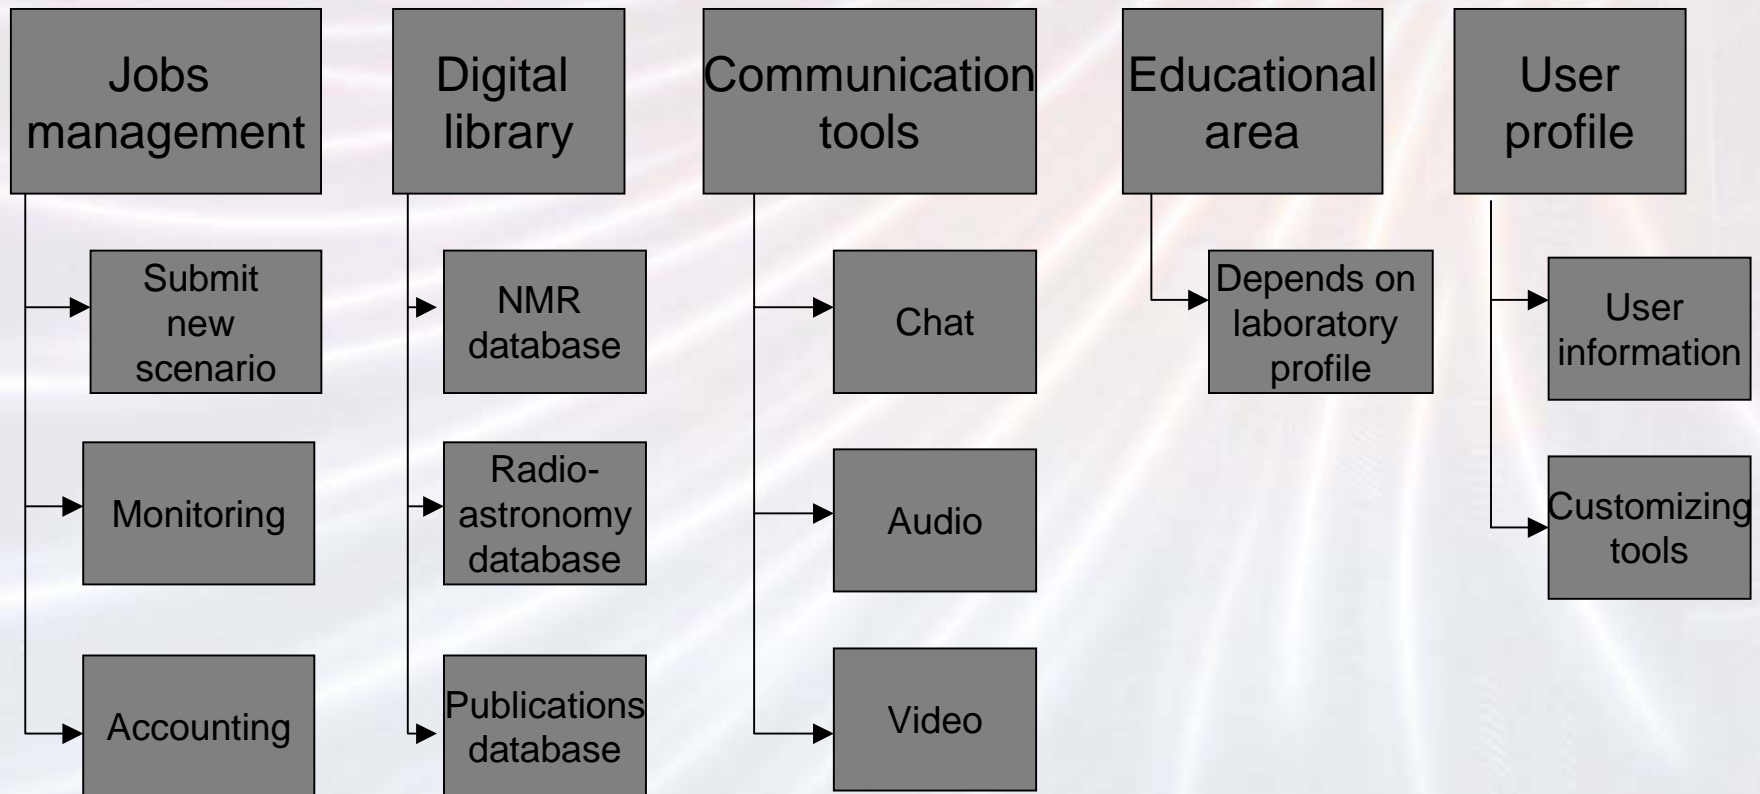 Jobs
management
Submit
new
scenario
Monitoring
Accounting
Digital
library
NMR
database
Radio-
astronomy
database
Publications
database
Communication
tools
Chat
Audio
Video
Educational
area
Depends on
laboratory
profile
User
profile
User
information
Customizing
tools